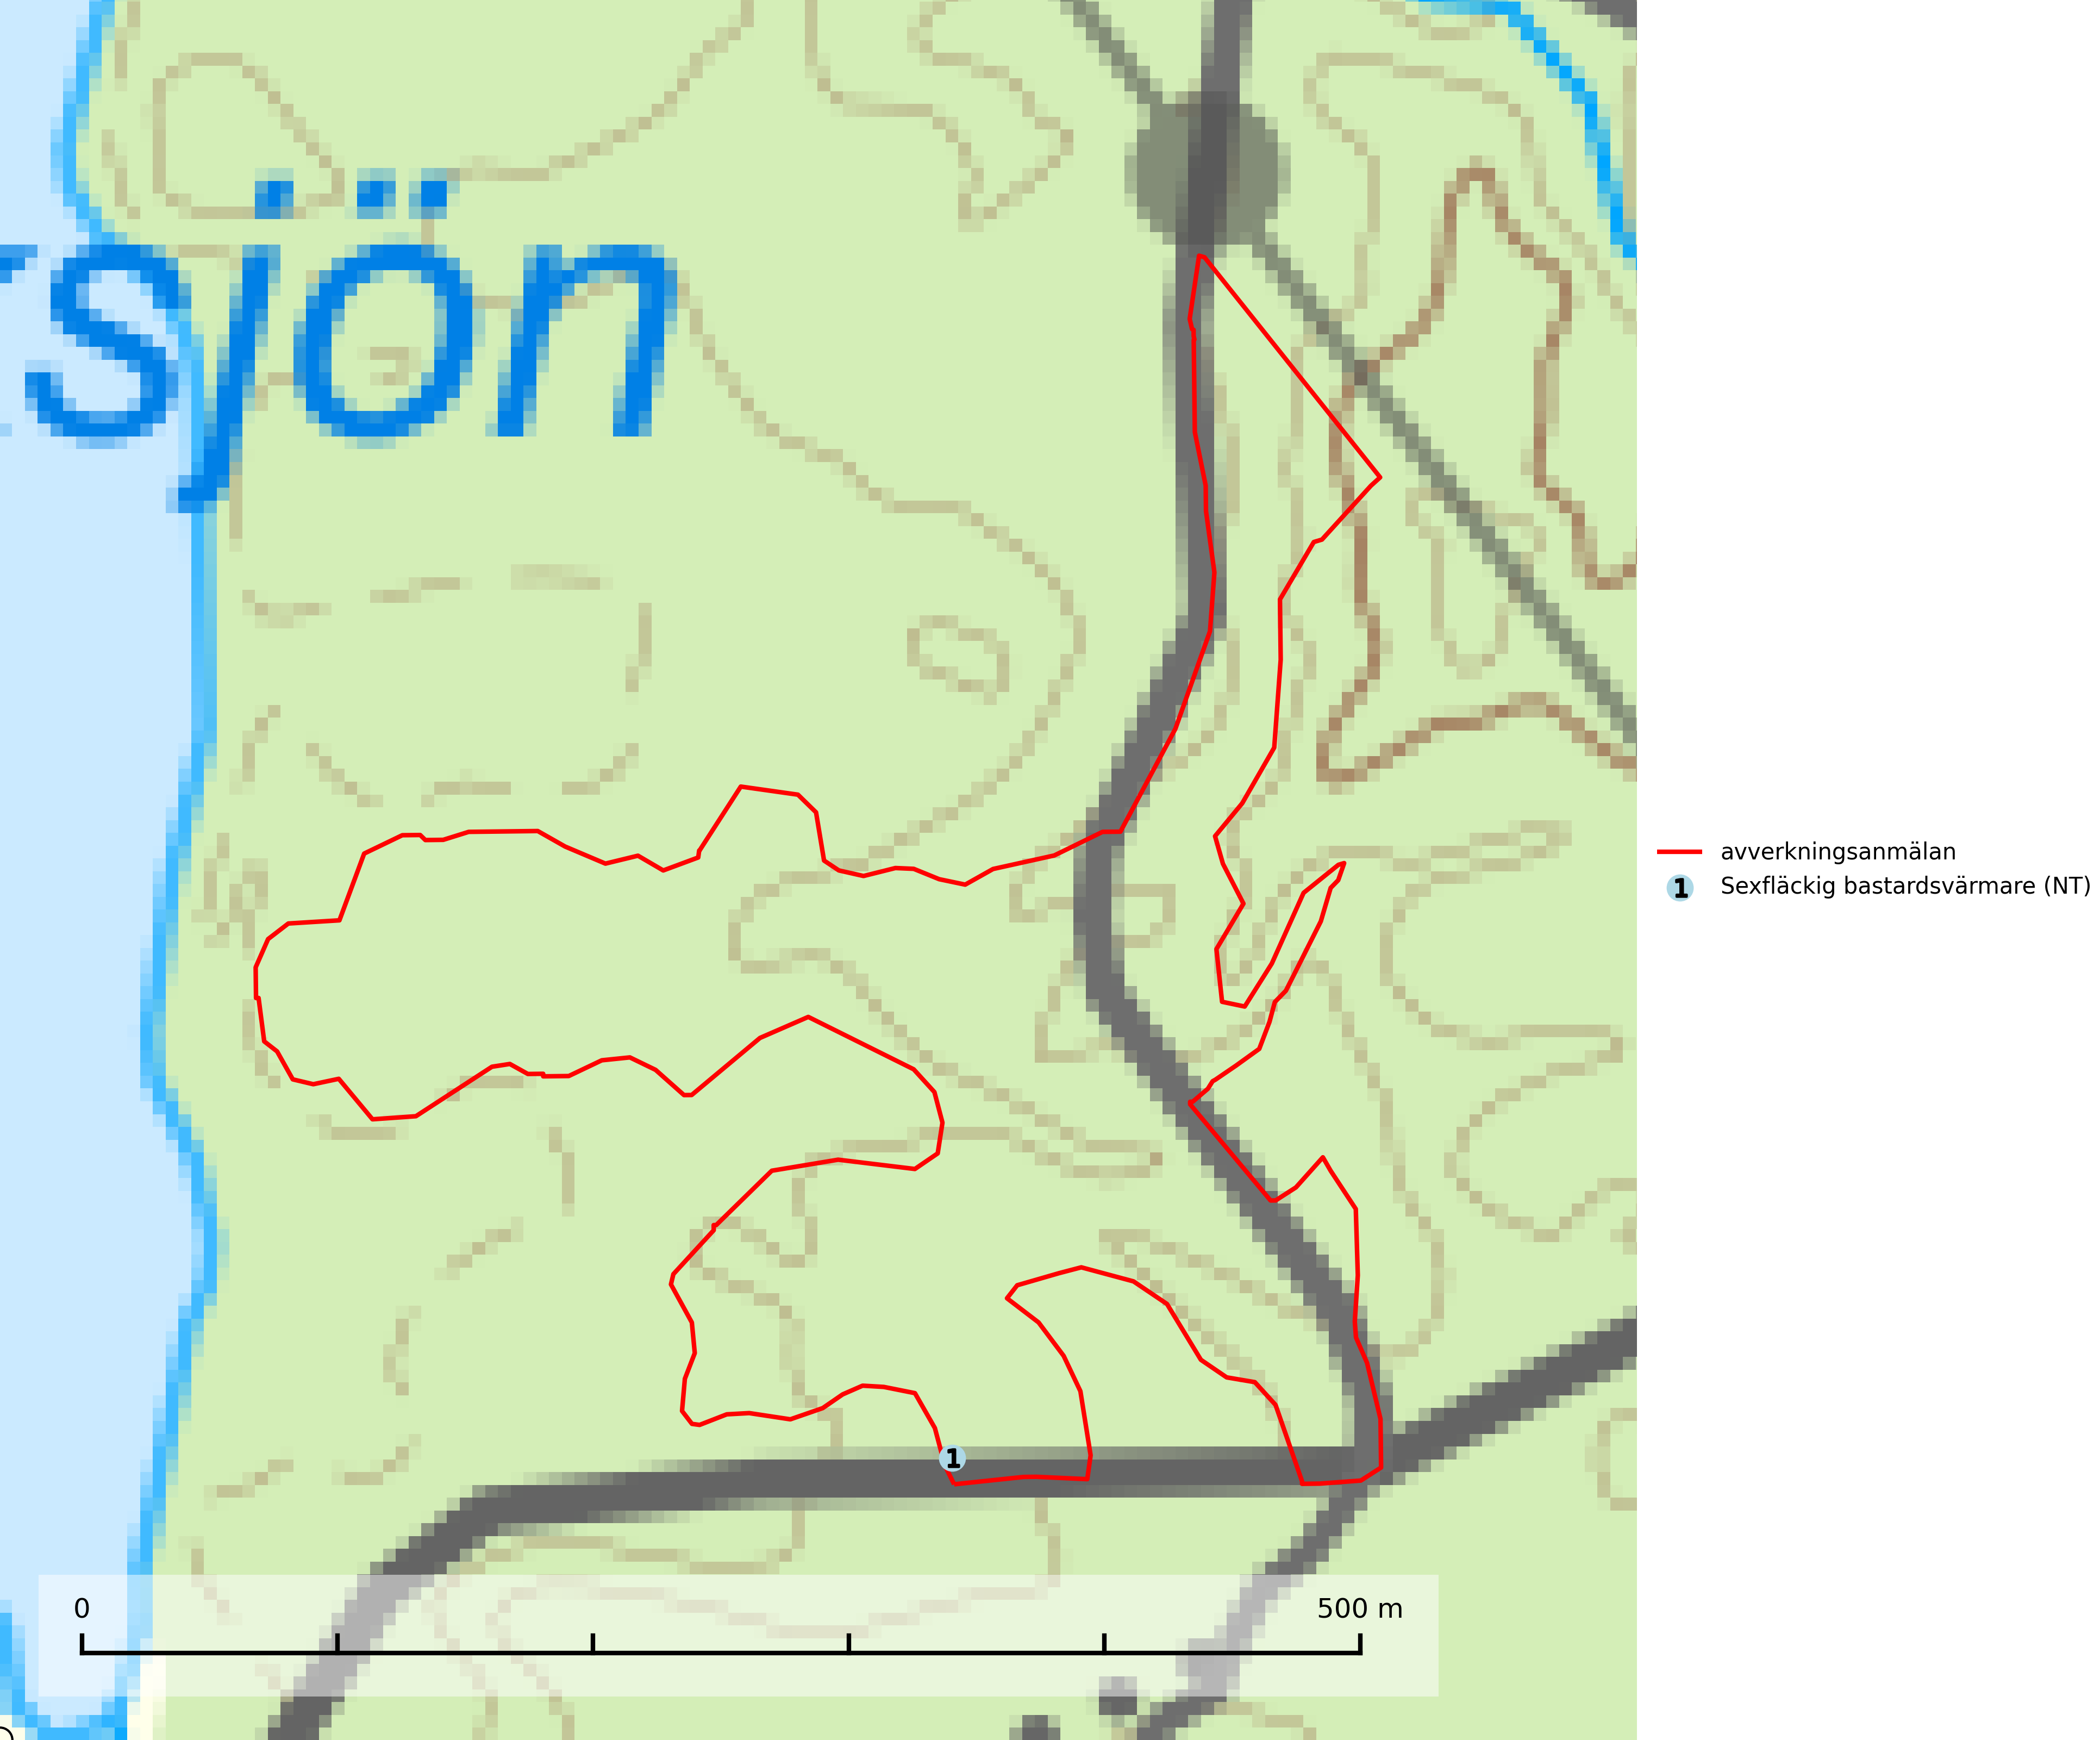 sjön
avverkningsanmälan
1 Sexfläckig bastardsvärmare (NT)
1
0 500 m